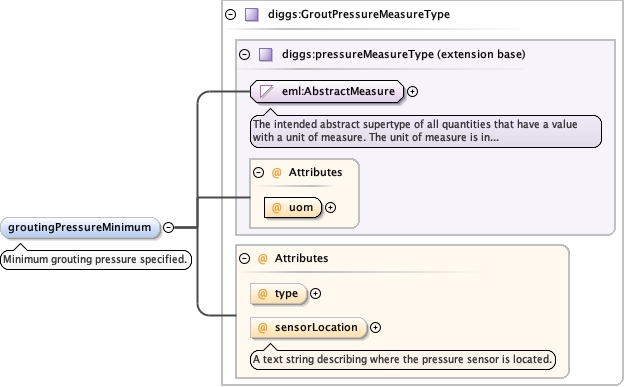 diggs:GroutPressureMeasureType
diggs:pressureMeasureType (extension base)
eml:AbstractMeasure
The intended abstract supertype of all quantities that have a value
with a unit of measure. The unit of measure is in...
@ Attributes
@ uom
groutingPressureMinimum
Minimum grouting pressure specified.
@ Attributes
@ type
@ sensorLocation
A text string describing where the pressure sensor is located.